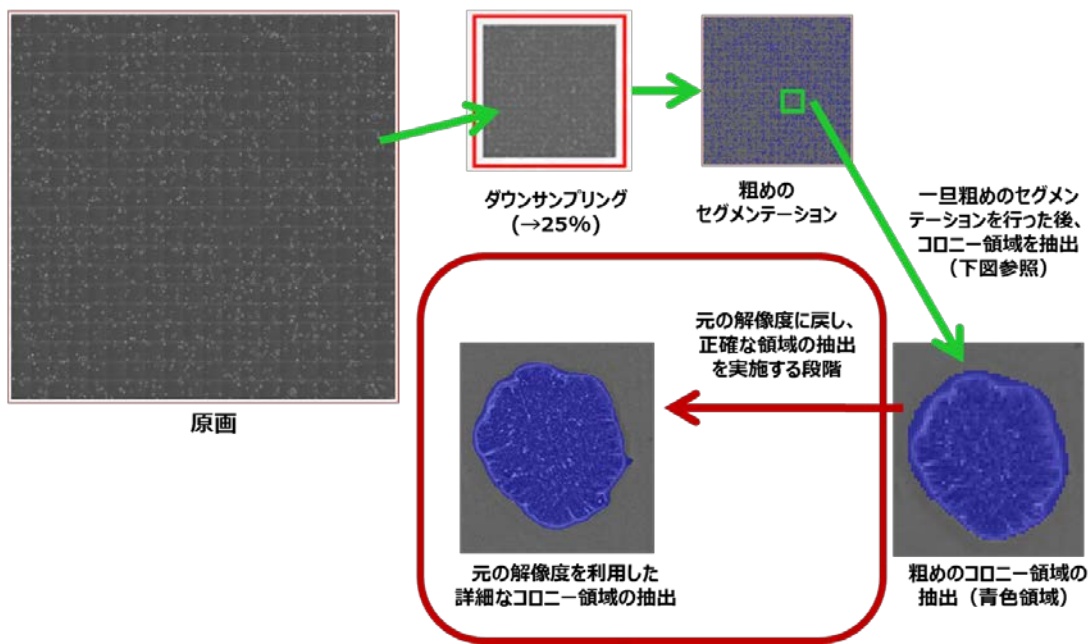 原画
ダウンサンプリング
(→25%)
粗めの
セグメンテーション
一旦粗めのセグメン
テーションを行った後、
コロニー領域を抽出
(下図参照)
元の解像度に戻し、
正確な領域の抽出
を実施する段階
元の解像度を利用した
詳細なコロニー領域の抽出
粗めのコロニー領域の
抽出(青色領域)